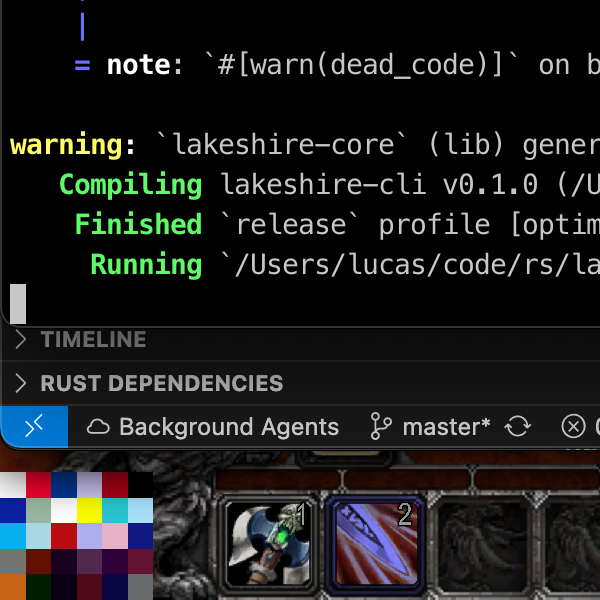 |
= note: `#[warn(dead_code)]` on b
warning: `lakeshire-core` (lib) gener
Compiling lakeshire-cli v0.1.0 (/U
Finished `release` profile [optim
Running `/Users/lucas/code/rs/la
TIMELINE
RUST DEPENDENCIES
Background Agents master*
1 2